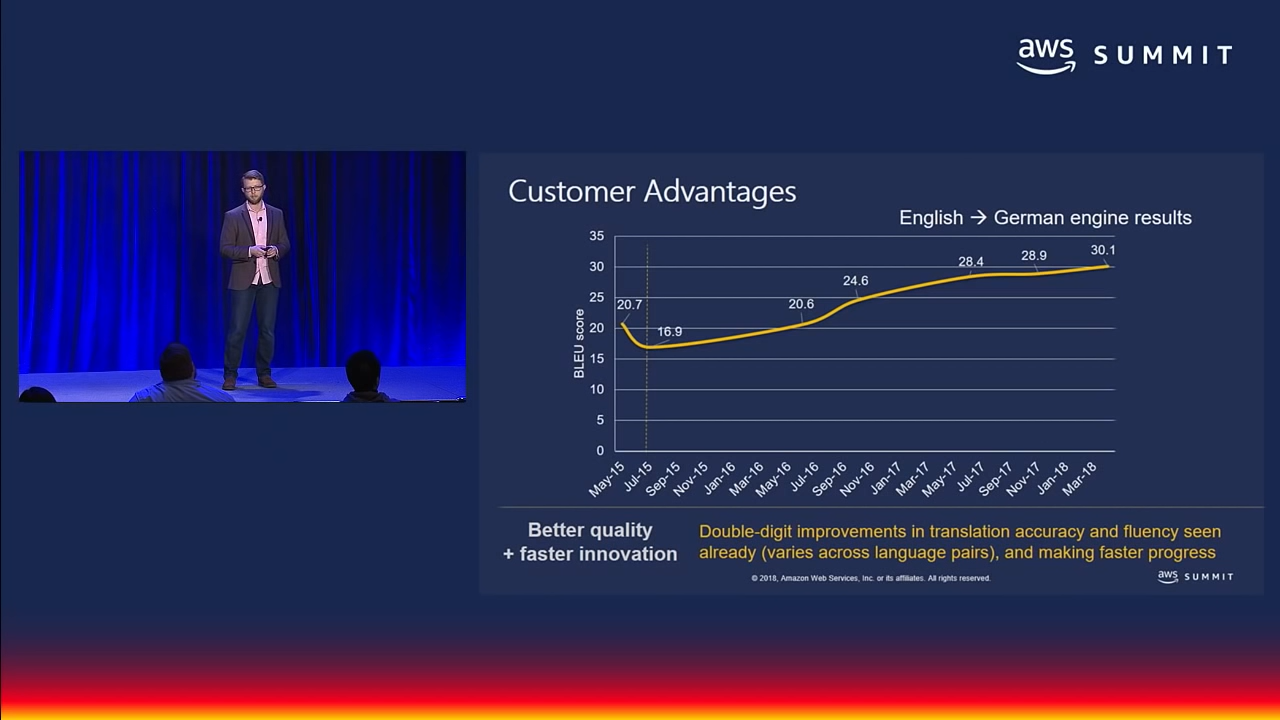 aws SUMMIT
Customer Advantages
English → German engine results
35
30
25
20
15
10
5
0
BLEU score
20.7
16.9
20.6
24.6
28.4
28.9
30.1
May-15
Jul-15
Sep-15
Nov-15
Jan-16
Mar-16
May-16
Jul-16
Sep-16
Nov-16
Jan-17
Mar-17
May-17
Jul-17
Sep-17
Nov-17
Jan-18
Mar-18
Better quality
+ faster innovation
Double-digit improvements in translation accuracy and fluency seen
already (varies across language pairs), and making faster progress
© 2018, Amazon Web Services, Inc. or its affiliates. All rights reserved.
aws SUMMIT